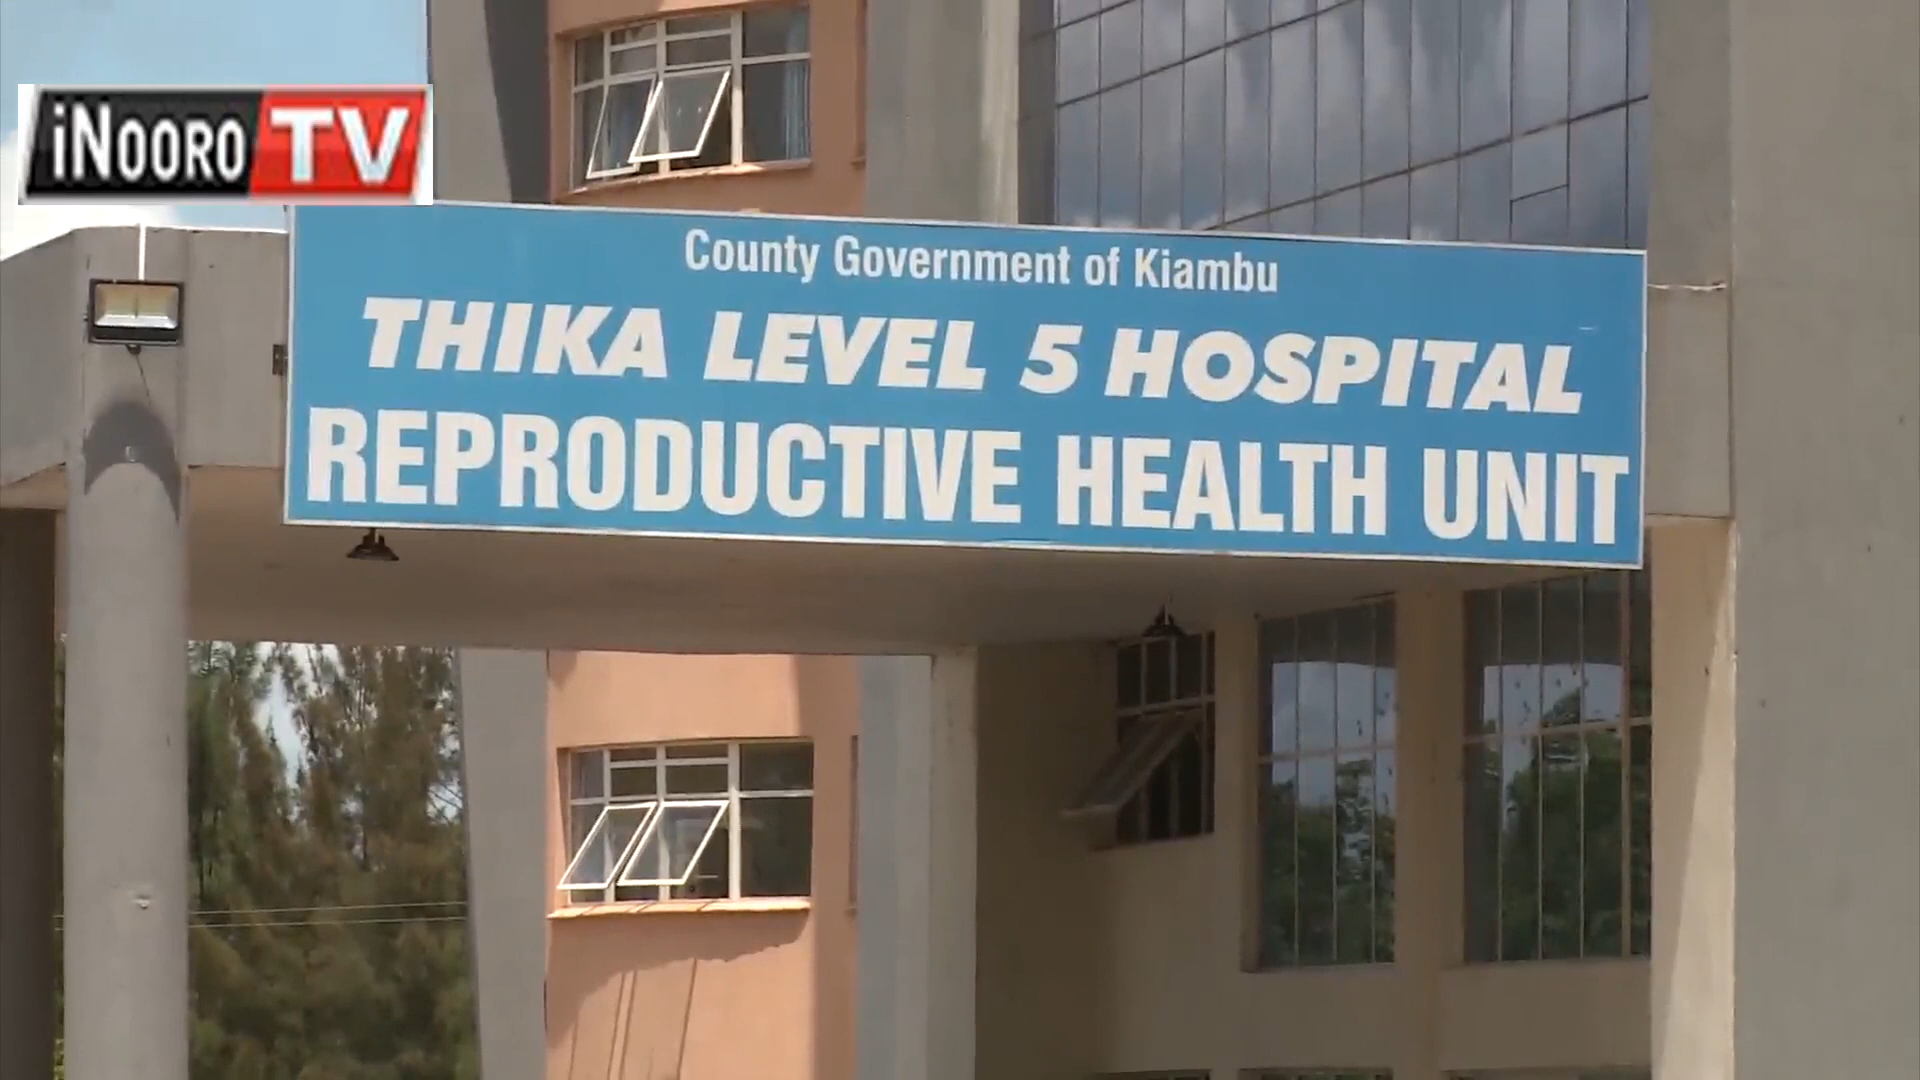 iNOORO TV
County Government of Kiambu
THIKA LEVEL 5 HOSPITAL
REPRODUCTIVE HEALTH UNIT